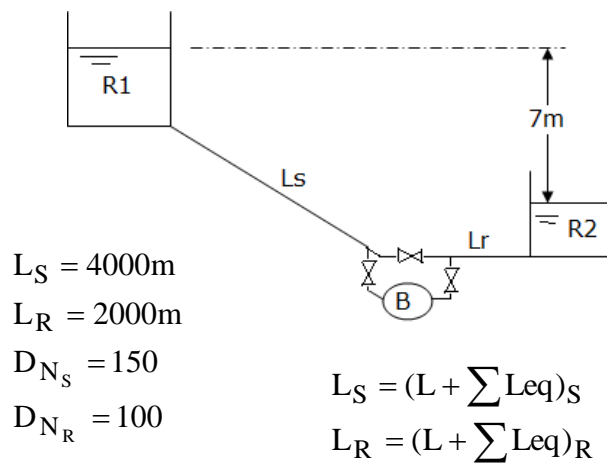 R1
7m
Ls
R2
Lr
B
L_S = 4000m
L_R = 2000m
D_{N_S} = 150
D_{N_R} = 100
L_S = (L + ∑Leq)_S
L_R = (L + ∑Leq)_R